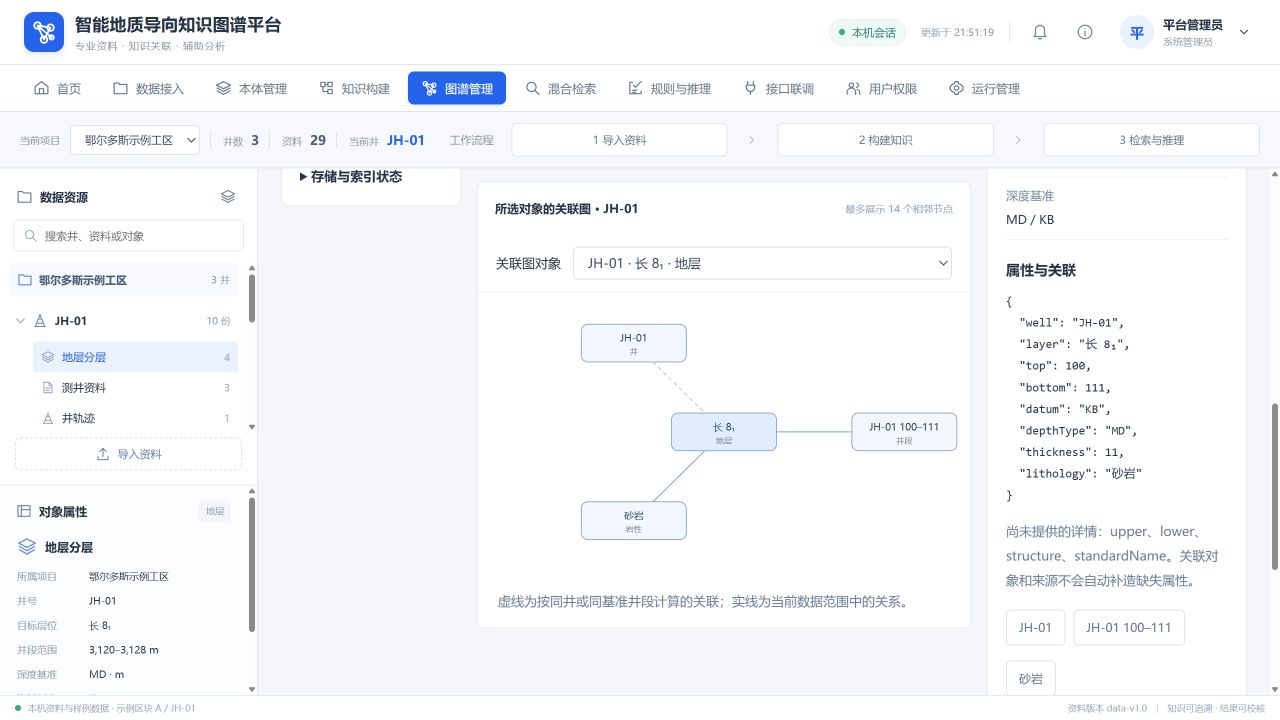 智能地质导向知识图谱平台
专业资料 · 知识关联 · 辅助分析
本机会话
更新于 21:51:19
平
平台管理员
系统管理员
首页
数据接入
本体管理
知识构建
图谱管理
混合检索
规则与推理
接口联调
用户权限
运行管理
当前项目
鄂尔多斯示例工区
井数 3
资料 29
当前井 JH-01
工作流程
1 导入资料
2 构建知识
3 检索与推理
数据资源
搜索井、资料或对象
鄂尔多斯示例工区 3 井
JH-01 10 份
地层分层 4
测井资料 3
井轨迹 1
导入资料
对象属性 地层
地层分层
所属项目 鄂尔多斯示例工区
井号 JH-01
目标层位 长 8₁
井段范围 3,120–3,128 m
深度基准 MD · m
存储与索引状态
所选对象的关联图 • JH-01
最多展示 14 个相邻节点
关联图对象
JH-01 · 长 8₁ · 地层
JH-01
井
长 8₁
地层
JH-01 100–111
井段
砂岩
岩性
虚线为按同井或同基准井段计算的关联；实线为当前数据范围中的关系。
深度基准
MD / KB
属性与关联
{
"well": "JH-01",
"layer": "长 8₁",
"top": 100,
"bottom": 111,
"datum": "KB",
"depthType": "MD",
"thickness": 11,
"lithology": "砂岩"
}
尚未提供的详情：upper、lower、
structure、standardName。关联对
象和来源不会自动补造缺失属性。
JH-01
JH-01 100–111
砂岩
本机资料与样例数据 · 示例区块 A / JH-01
资料版本 data-v1.0
知识可追溯 · 结果可校核